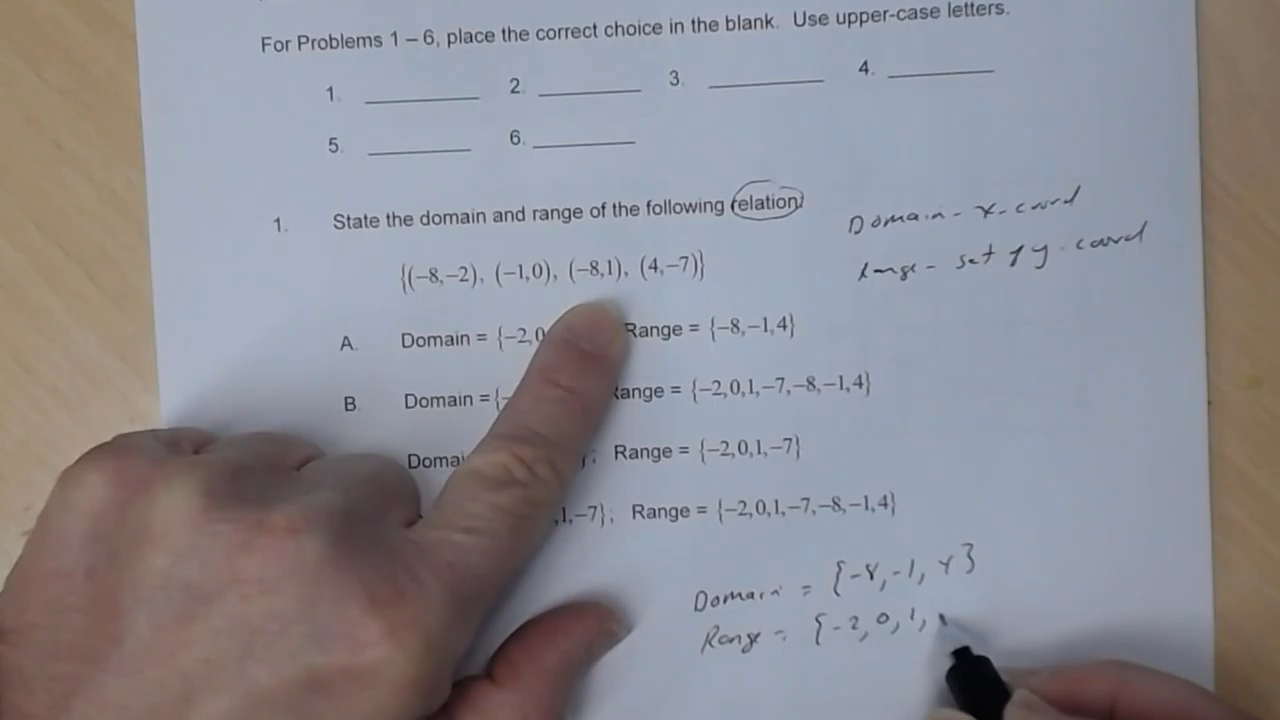 For Problems 1 – 6, place the correct choice in the blank. Use upper-case letters.
1. 2. 3. 4.
5. 6.
1. State the domain and range of the following relation.
{(−8,−2), (−1,0), (−8,1), (4,−7)}
Domain - x-coord
Range - set of y-coord
A. Domain = {−2,0 Range = {−8,−1,4}
B. Domain = {− Range = {−2,0,1,−7,−8,−1,4}
Domai ; Range = {−2,0,1,−7}
,1,−7}; Range = {−2,0,1,−7,−8,−1,4}
Domain = {-8,-1, 4}
Range = {-2,0,1,